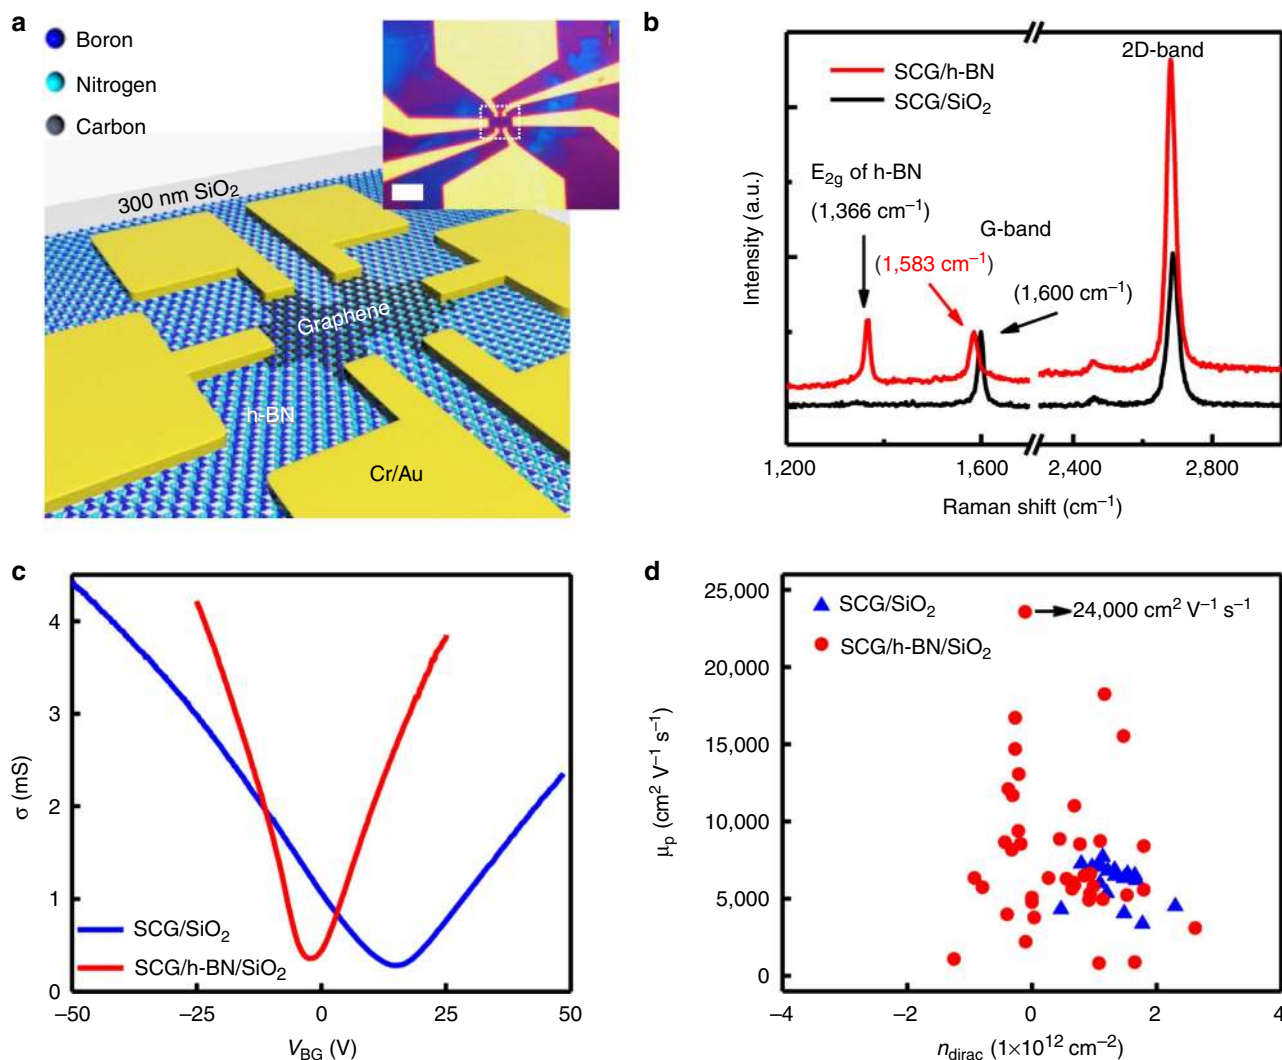 a
Boron
Nitrogen
Carbon
300 nm SiO₂
Graphene
h-BN
Cr/Au
b
SCG/h-BN
SCG/SiO₂
2D-band
E₂g of h-BN
(1,366 cm⁻¹)
G-band
(1,583 cm⁻¹)
(1,600 cm⁻¹)
Intensity (a.u.)
1,200
1,600
2,400
2,800
Raman shift (cm⁻¹)
c
4
3
2
1
0
σ (mS)
SCG/SiO₂
SCG/h-BN/SiO₂
–50
–25
0
25
50
V_BG (V)
d
25,000
20,000
15,000
10,000
5,000
0
μₚ (cm² V⁻¹ s⁻¹)
SCG/SiO₂
SCG/h-BN/SiO₂
24,000 cm² V⁻¹ s⁻¹
–4
–2
0
2
4
n_dirac (1×10¹² cm⁻²)